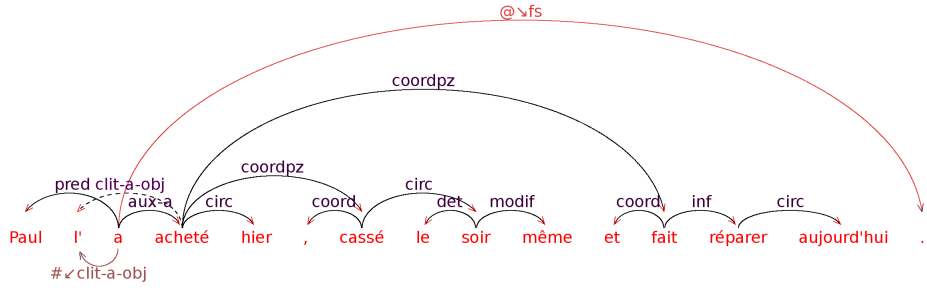 @↘fs
coordpz
coordpz
pred clit-a-obj circ
aux-a circ coord det modif coord inf circ
Paul l' a acheté hier , cassé le soir même et fait réparer aujourd'hui .
#↙clit-a-obj